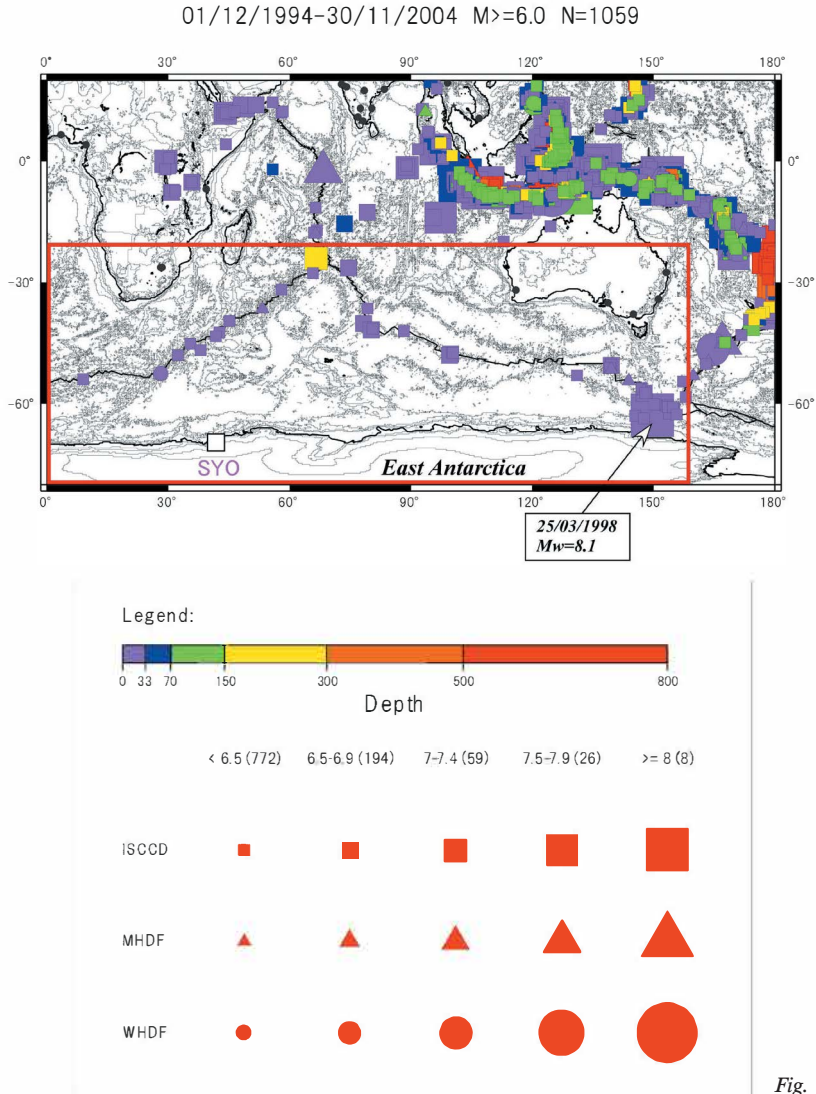 01/12/1994-30/11/2004 M>=6.0 N=1059
0° 30° 60° 90° 120° 150° 180°
0° 0°
−30° −30°
−60° −60°
SYO East Antarctica
0° 30° 60° 90° 120° 150° 180°
25/03/1998
Mw=8.1
Legend:
0 33 70 150 300 500 800
Depth
< 6.5 (772) 6.5-6.9 (194) 7-7.4 (59) 7.5-7.9 (26) >= 8 (8)
ISCCD
MHDF
WHDF
Fig.